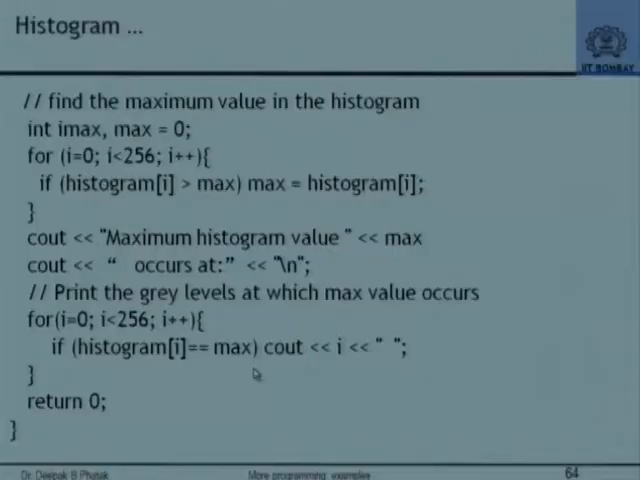 Histogram ...
IIT BOMBAY
// find the maximum value in the histogram
int imax, max = 0;
for (i=0; i<256; i++){
if (histogram[i] > max) max = histogram[i];
}
cout << "Maximum histogram value " << max
cout << “ occurs at:” << "\n";
// Print the grey levels at which max value occurs
for(i=0; i<256; i++){
if (histogram[i]== max) cout << i << " ";
}
return 0;
}
Dr. Deepak B Phatak
More programming examples
64